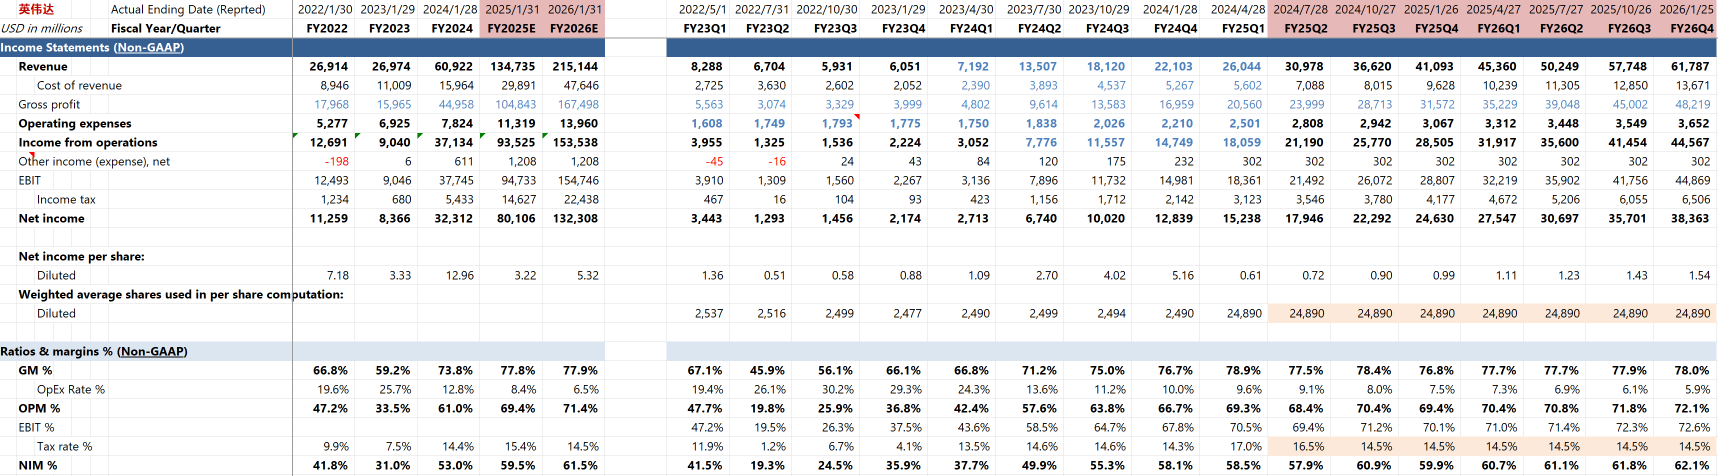 英伟达 Actual Ending Date (Reprted) 2022/1/30 2023/1/29 2024/1/28 2025/1/31 2026/1/31 2022/5/1 2022/7/31 2022/10/30 2023/1/29 2023/4/30 2023/7/30 2023/10/29 2024/1/28 2024/4/28 2024/7/28 2024/10/27 2025/1/26 2025/4/27 2025/7/27 2025/10/26 2026/1/25
USD in millions Fiscal Year/Quarter FY2022 FY2023 FY2024 FY2025E FY2026E FY23Q1 FY23Q2 FY23Q3 FY23Q4 FY24Q1 FY24Q2 FY24Q3 FY24Q4 FY25Q1 FY25Q2 FY25Q3 FY25Q4 FY26Q1 FY26Q2 FY26Q3 FY26Q4
Income Statements (Non-GAAP)
Revenue 26,914 26,974 60,922 134,735 215,144 8,288 6,704 5,931 6,051 7,192 13,507 18,120 22,103 26,044 30,978 36,620 41,093 45,360 50,249 57,748 61,787
Cost of revenue 8,946 11,009 15,964 29,891 47,646 2,725 3,630 2,602 2,052 2,390 3,893 4,537 5,267 5,602 7,088 8,015 9,628 10,239 11,305 12,850 13,671
Gross profit 17,968 15,965 44,958 104,843 167,498 5,563 3,074 3,329 3,999 4,802 9,614 13,583 16,959 20,560 23,999 28,713 31,572 35,229 39,048 45,002 48,219
Operating expenses 5,277 6,925 7,824 11,319 13,960 1,608 1,749 1,793 1,775 1,750 1,838 2,026 2,210 2,501 2,808 2,942 3,067 3,312 3,448 3,549 3,652
Income from operations 12,691 9,040 37,134 93,525 153,538 3,955 1,325 1,536 2,224 3,052 7,776 11,557 14,749 18,059 21,190 25,770 28,505 31,917 35,600 41,454 44,567
Other income (expense), net -198 6 611 1,208 1,208 -45 -16 24 43 84 120 175 232 302 302 302 302 302 302 302 302
EBIT 12,493 9,046 37,745 94,733 154,746 3,910 1,309 1,560 2,267 3,136 7,896 11,732 14,981 18,361 21,492 26,072 28,807 32,219 35,902 41,756 44,869
Income tax 1,234 680 5,433 14,627 22,438 467 16 104 93 423 1,156 1,712 2,142 3,123 3,546 3,780 4,177 4,672 5,206 6,055 6,506
Net income 11,259 8,366 32,312 80,106 132,308 3,443 1,293 1,456 2,174 2,713 6,740 10,020 12,839 15,238 17,946 22,292 24,630 27,547 30,697 35,701 38,363
Net income per share:
Diluted 7.18 3.33 12.96 3.22 5.32 1.36 0.51 0.58 0.88 1.09 2.70 4.02 5.16 0.61 0.72 0.90 0.99 1.11 1.23 1.43 1.54
Weighted average shares used in per share computation:
Diluted 2,537 2,516 2,499 2,477 2,490 2,499 2,494 2,490 24,890 24,890 24,890 24,890 24,890 24,890 24,890 24,890
Ratios & margins % (Non-GAAP)
GM % 66.8% 59.2% 73.8% 77.8% 77.9% 67.1% 45.9% 56.1% 66.1% 66.8% 71.2% 75.0% 76.7% 78.9% 77.5% 78.4% 76.8% 77.7% 77.7% 77.9% 78.0%
OpEx Rate % 19.6% 25.7% 12.8% 8.4% 6.5% 19.4% 26.1% 30.2% 29.3% 24.3% 13.6% 11.2% 10.0% 9.6% 9.1% 8.0% 7.5% 7.3% 6.9% 6.1% 5.9%
OPM % 47.2% 33.5% 61.0% 69.4% 71.4% 47.7% 19.8% 25.9% 36.8% 42.4% 57.6% 63.8% 66.7% 69.3% 68.4% 70.4% 69.4% 70.4% 70.8% 71.8% 72.1%
EBIT % 47.2% 19.5% 26.3% 37.5% 43.6% 58.5% 64.7% 67.8% 70.5% 69.4% 71.2% 70.1% 71.0% 71.4% 72.3% 72.6%
Tax rate % 9.9% 7.5% 14.4% 15.4% 14.5% 11.9% 1.2% 6.7% 4.1% 13.5% 14.6% 14.6% 14.3% 17.0% 16.5% 14.5% 14.5% 14.5% 14.5% 14.5% 14.5%
NIM % 41.8% 31.0% 53.0% 59.5% 61.5% 41.5% 19.3% 24.5% 35.9% 37.7% 49.9% 55.3% 58.1% 58.5% 57.9% 60.9% 59.9% 60.7% 61.1% 61.8% 62.1%